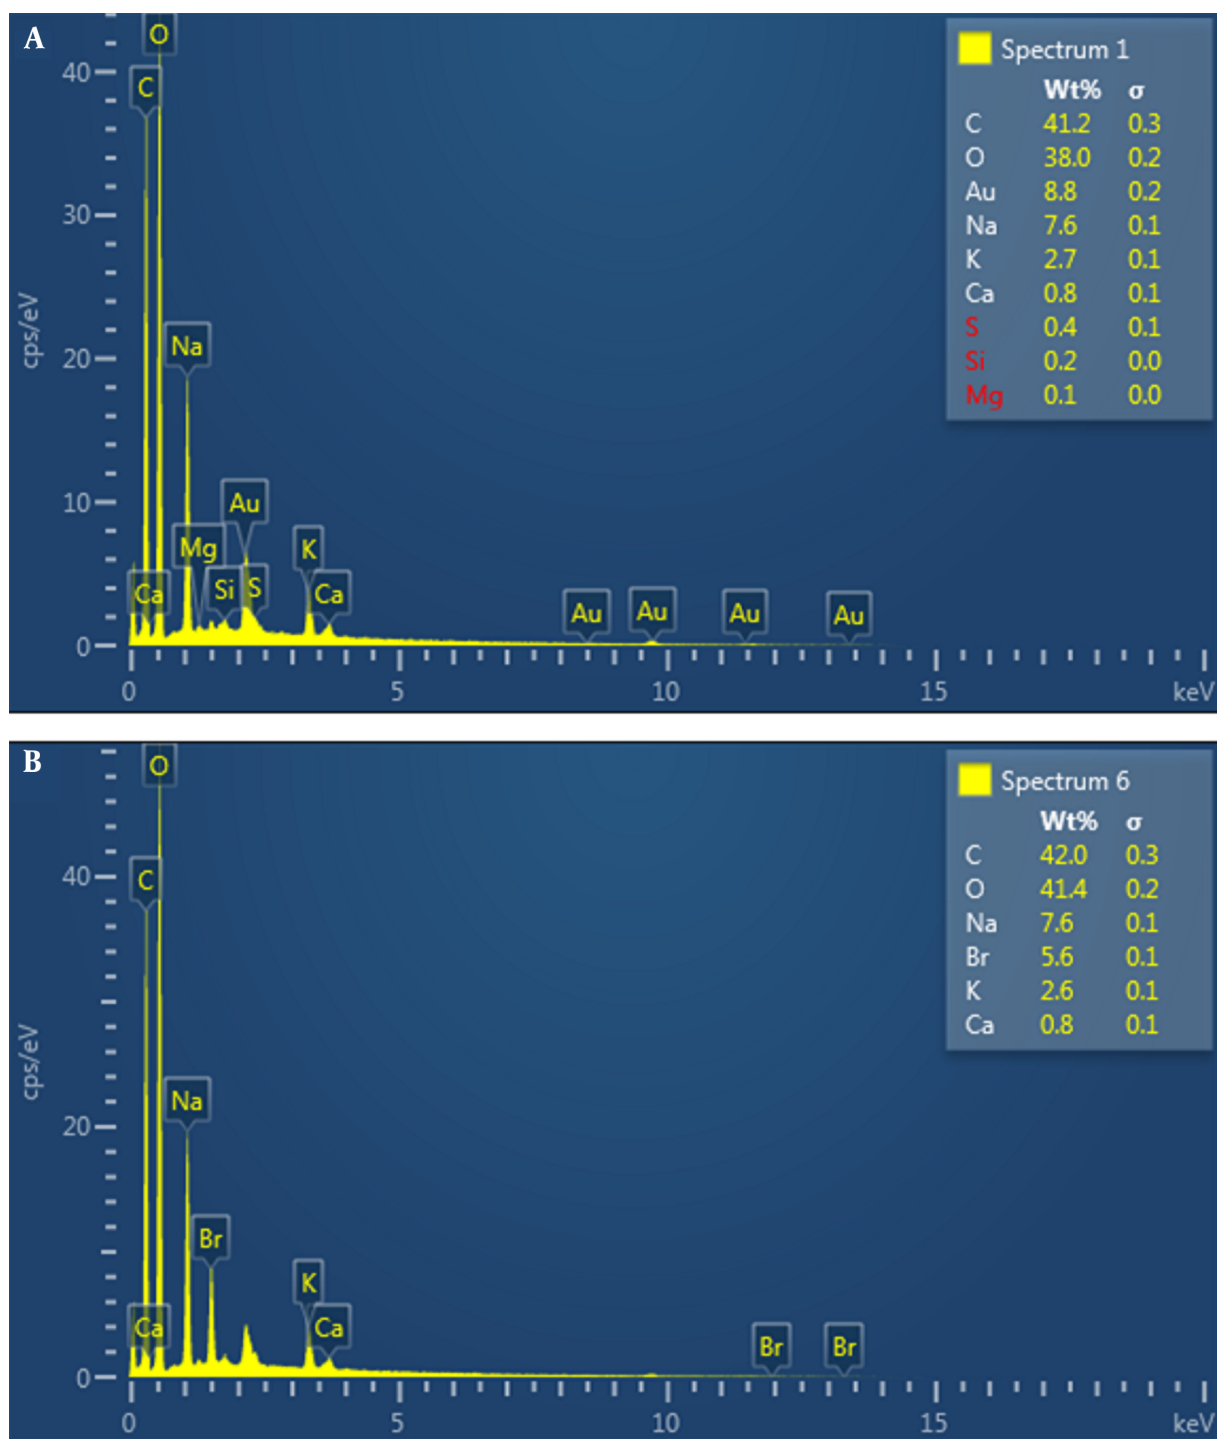 A
O
C
40
Spectrum 1
Wt% σ
C 41.2 0.3
O 38.0 0.2
Au 8.8 0.2
Na 7.6 0.1
K 2.7 0.1
Ca 0.8 0.1
S 0.4 0.1
Si 0.2 0.0
Mg 0.1 0.0
30
cps/eV
Na
20
10
Au
Mg
K
Ca
Si
S
Ca
Au Au Au Au
0
0 5 10 15 keV
B
O
C
40
Spectrum 6
Wt% σ
C 42.0 0.3
O 41.4 0.2
Na 7.6 0.1
Br 5.6 0.1
K 2.6 0.1
Ca 0.8 0.1
cps/eV
Na
20
Br
K
Ca
Ca
Br Br
0
0 5 10 15 keV